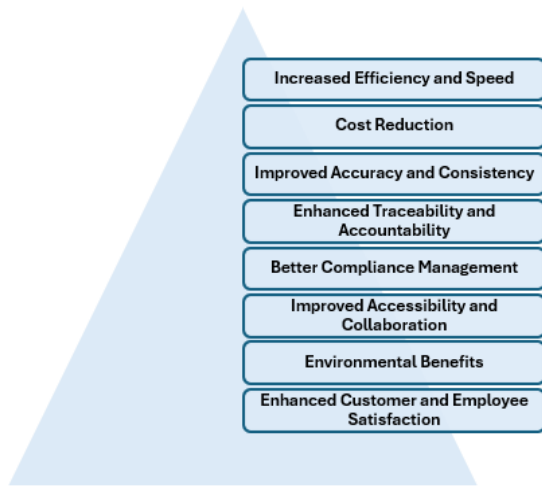 Increased Efficiency and Speed
Cost Reduction
Improved Accuracy and Consistency
Enhanced Traceability and
Accountability
Better Compliance Management
Improved Accessibility and
Collaboration
Environmental Benefits
Enhanced Customer and Employee
Satisfaction